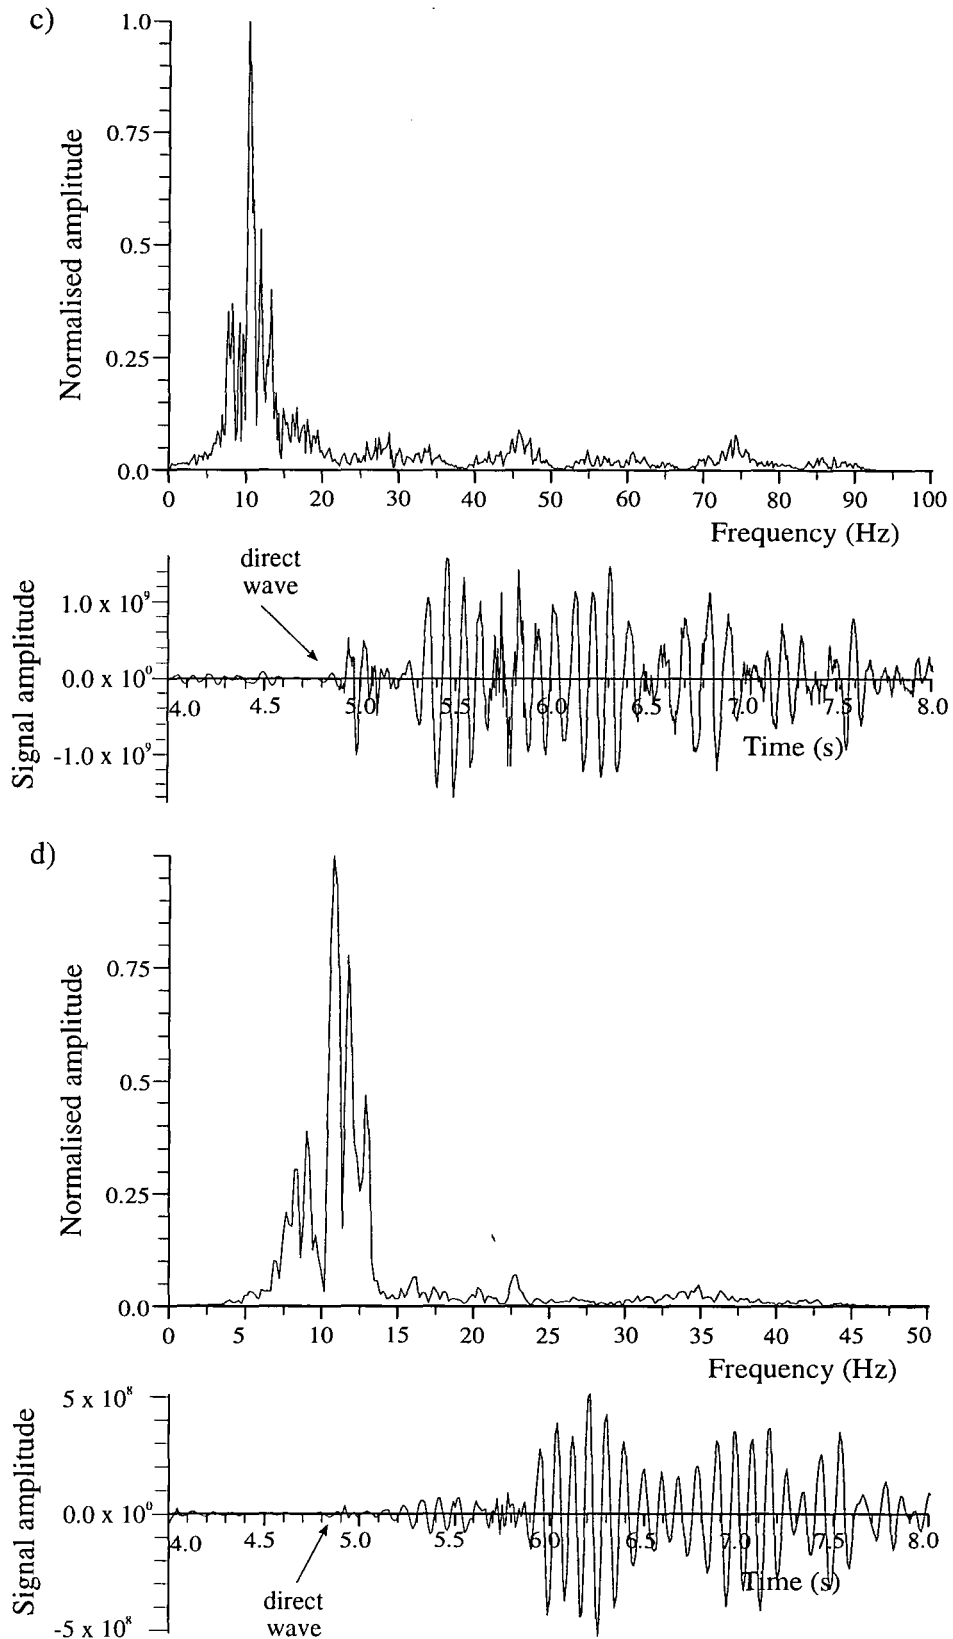 c)
1.0
0.75
0.5
0.25
0.0
Normalised amplitude
0 10 20 30 40 50 60 70 80 90 100
Frequency (Hz)
direct
wave
1.0 x 10⁹
0.0 x 10⁰
-1.0 x 10⁹
Signal amplitude
4.0 4.5 5.0 5.5 6.0 6.5 7.0 7.5 8.0
Time (s)
d)
0.75
0.5
0.25
0.0
Normalised amplitude
0 5 10 15 20 25 30 35 40 45 50
Frequency (Hz)
5 x 10⁸
0.0 x 10⁰
-5 x 10⁸
Signal amplitude
4.0 4.5 5.0 5.5 6.0 6.5 7.0 7.5 8.0
Time (s)
direct
wave